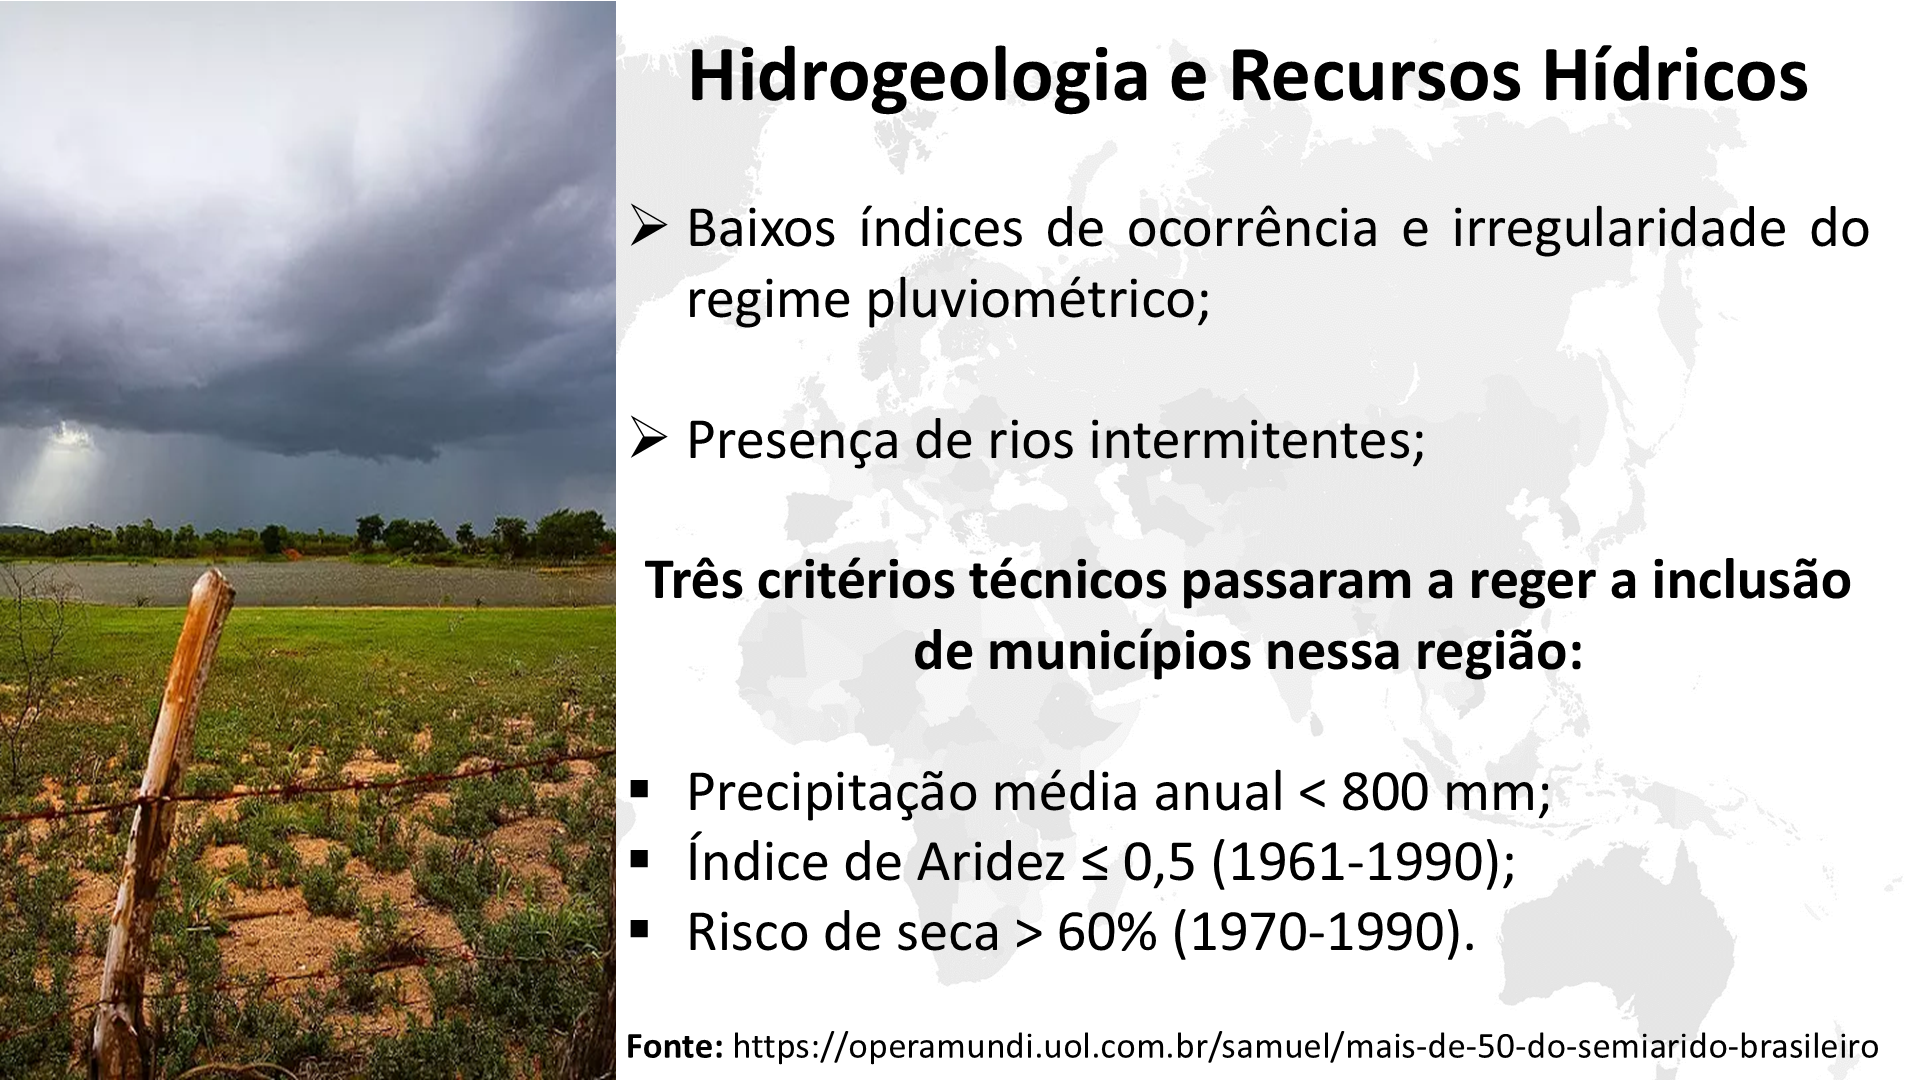 Hidrogeologia e Recursos Hídricos
➢ Baixos índices de ocorrência e irregularidade do
regime pluviométrico;
➢ Presença de rios intermitentes;
Três critérios técnicos passaram a reger a inclusão
de municípios nessa região:
▪ Precipitação média anual < 800 mm;
▪ Índice de Aridez ≤ 0,5 (1961-1990);
▪ Risco de seca > 60% (1970-1990).
Fonte: https://operamundi.uol.com.br/samuel/mais-de-50-do-semiarido-brasileiro